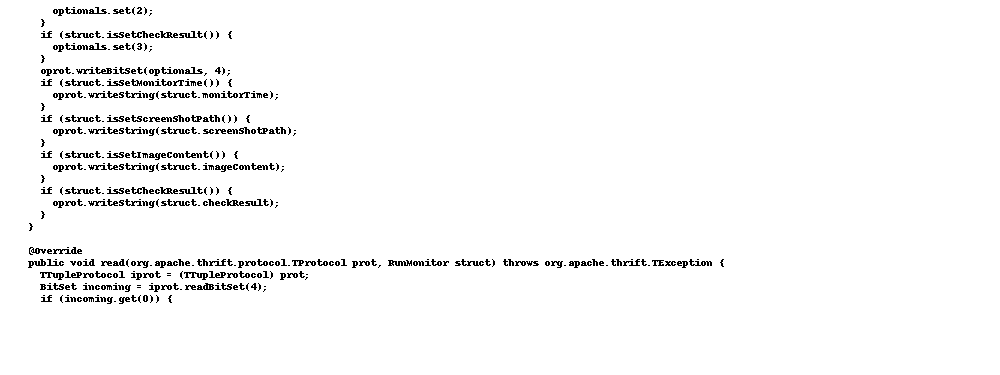 optionals.set(2);
}
if (struct.isSetCheckResult()) {
optionals.set(3);
}
oprot.writeBitSet(optionals, 4);
if (struct.isSetMonitorTime()) {
oprot.writeString(struct.monitorTime);
}
if (struct.isSetScreenShotPath()) {
oprot.writeString(struct.screenShotPath);
}
if (struct.isSetImageContent()) {
oprot.writeString(struct.imageContent);
}
if (struct.isSetCheckResult()) {
oprot.writeString(struct.checkResult);
}
}
@Override
public void read(org.apache.thrift.protocol.TProtocol prot, RunMonitor struct) throws org.apache.thrift.TException {
TTupleProtocol iprot = (TTupleProtocol) prot;
BitSet incoming = iprot.readBitSet(4);
if (incoming.get(0)) {